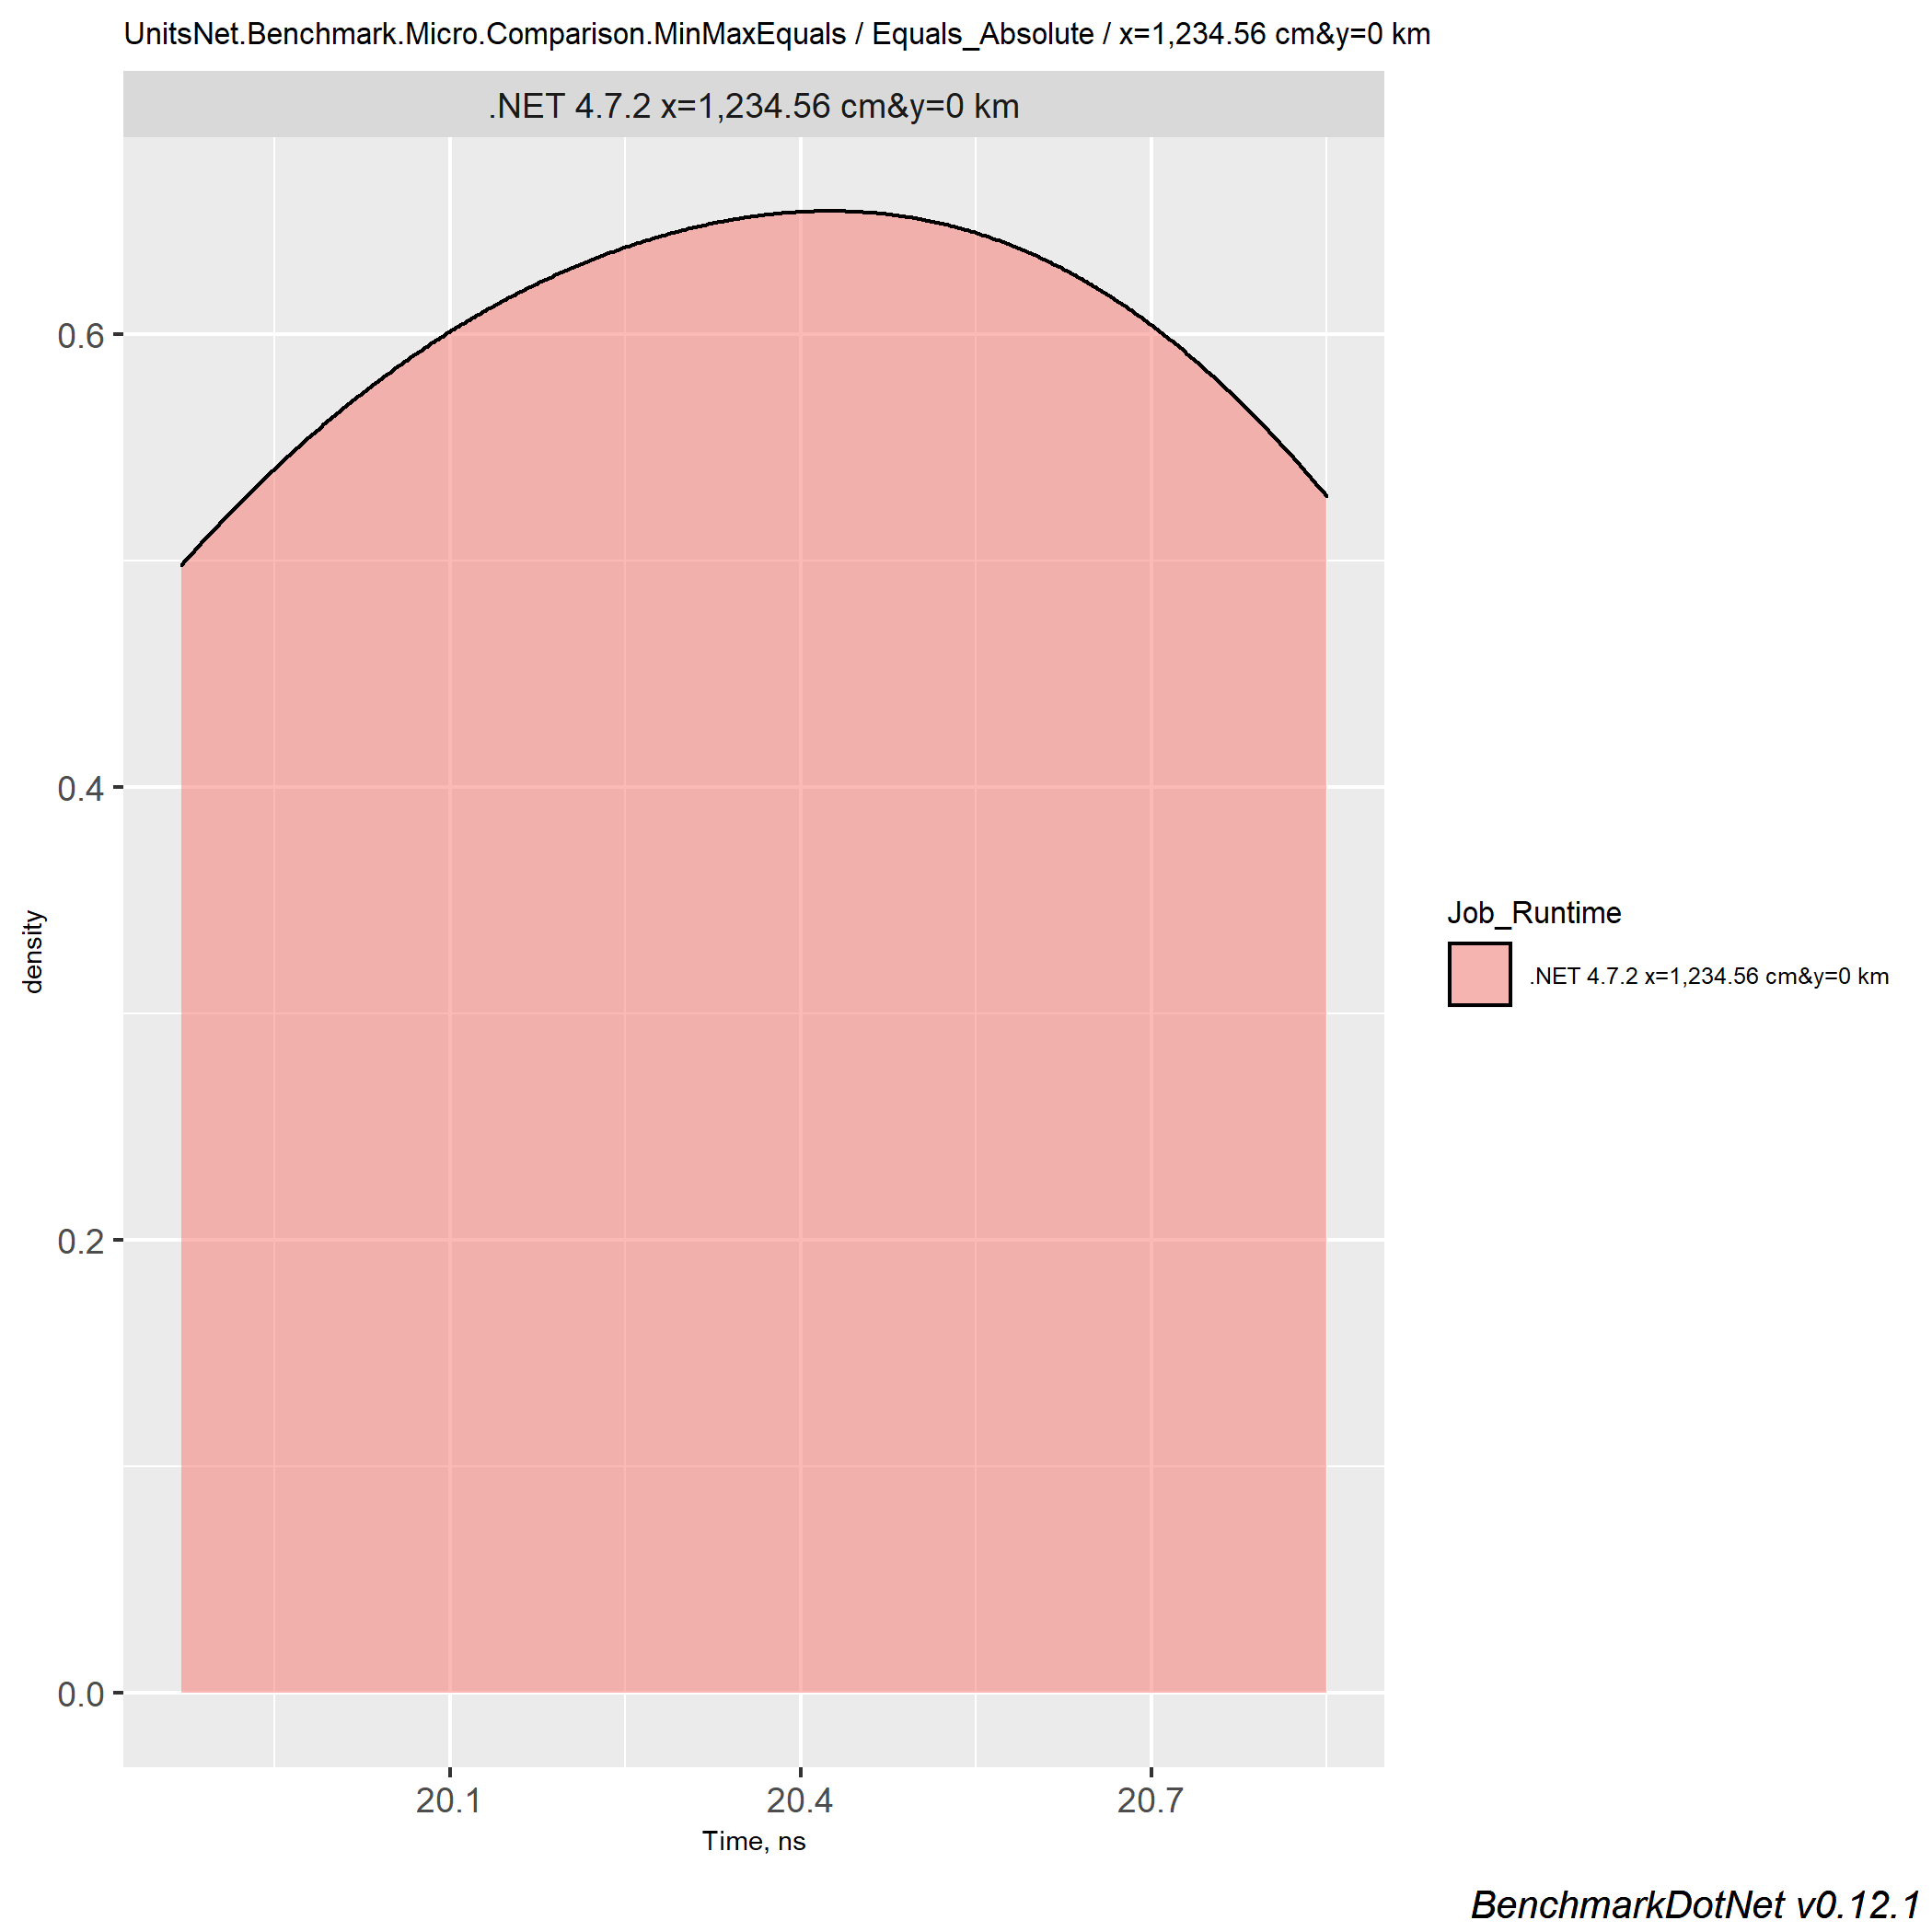 UnitsNet.Benchmark.Micro.Comparison.MinMaxEquals / Equals_Absolute / x=1,234.56 cm&y=0 km
.NET 4.7.2 x=1,234.56 cm&y=0 km
0.6
0.4
0.2
0.0
density
20.1 20.4 20.7
Time, ns
Job_Runtime
.NET 4.7.2 x=1,234.56 cm&y=0 km
BenchmarkDotNet v0.12.1